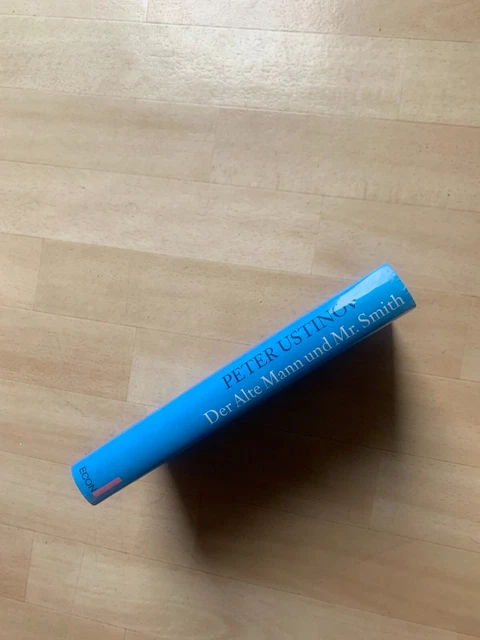 PETER USTINOV
Der Alte Mann und Mr. Smith
ECON